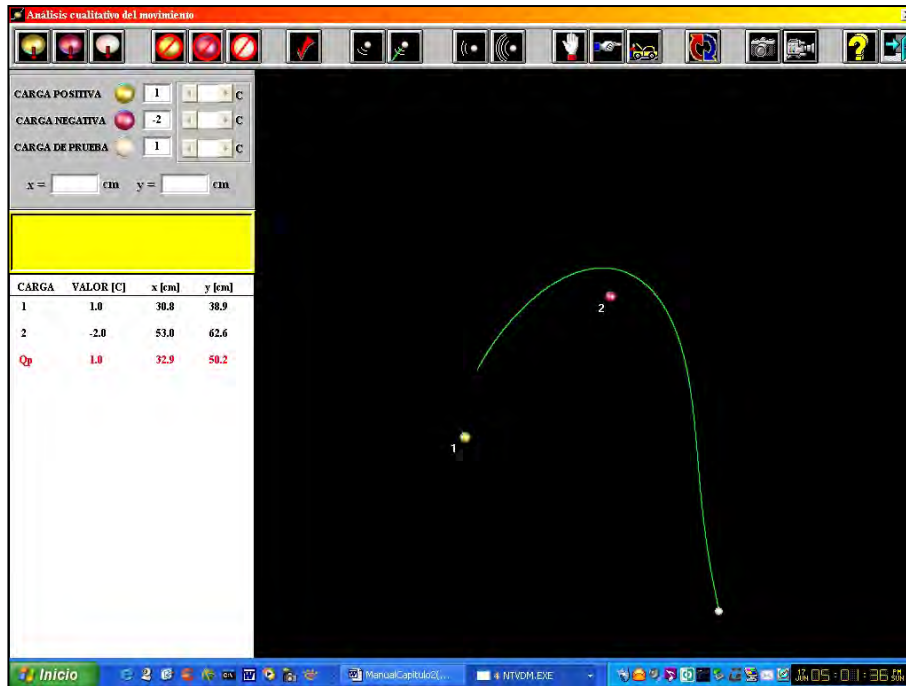 Análisis cualitativo del movimiento
CARGA POSITIVA 1 C
CARGA NEGATIVA -2 C
CARGA DE PRUEBA 1 C
x = cm y = cm
CARGA VALOR [C] x [cm] y [cm]
1 1.0 30.8 38.9
2 -2.0 53.0 62.6
Qp 1.0 32.9 50.2
2
1
Inicio ManualCapitulo2(... 4 NTVDM.EXE 05:01:36